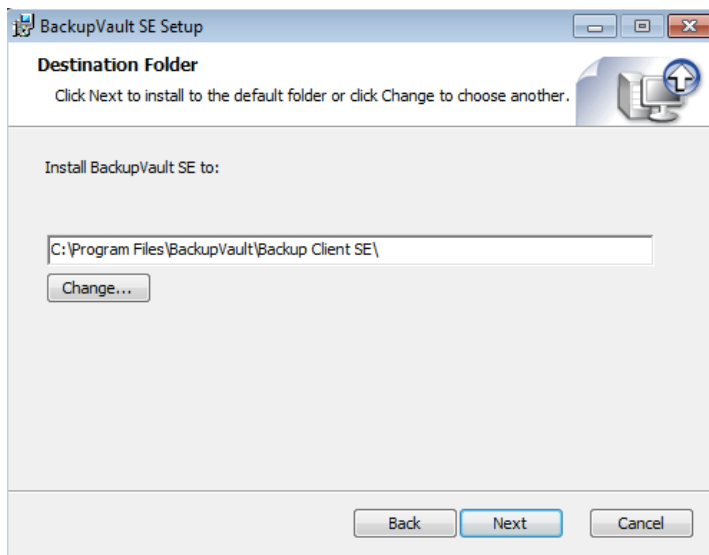 BackupVault SE Setup
Destination Folder
Click Next to install to the default folder or click Change to choose another.
Install BackupVault SE to:
C:\Program Files\BackupVault\Backup Client SE\
Change...
Back
Next
Cancel